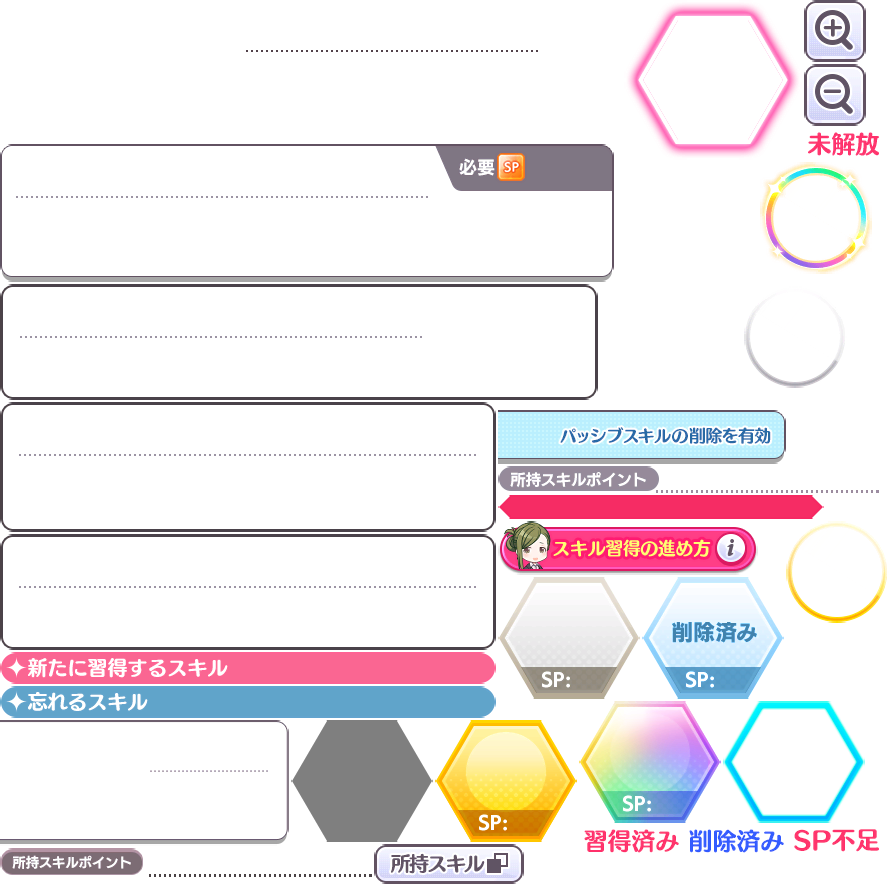 未解放
必要 SP
パッシブスキルの削除を有効
所持スキルポイント
スキル習得の進め方 i
削除済み
SP:
SP:
新たに習得するスキル
忘れるスキル
SP:
SP:
習得済み 削除済み SP不足
所持スキルポイント
所持スキル